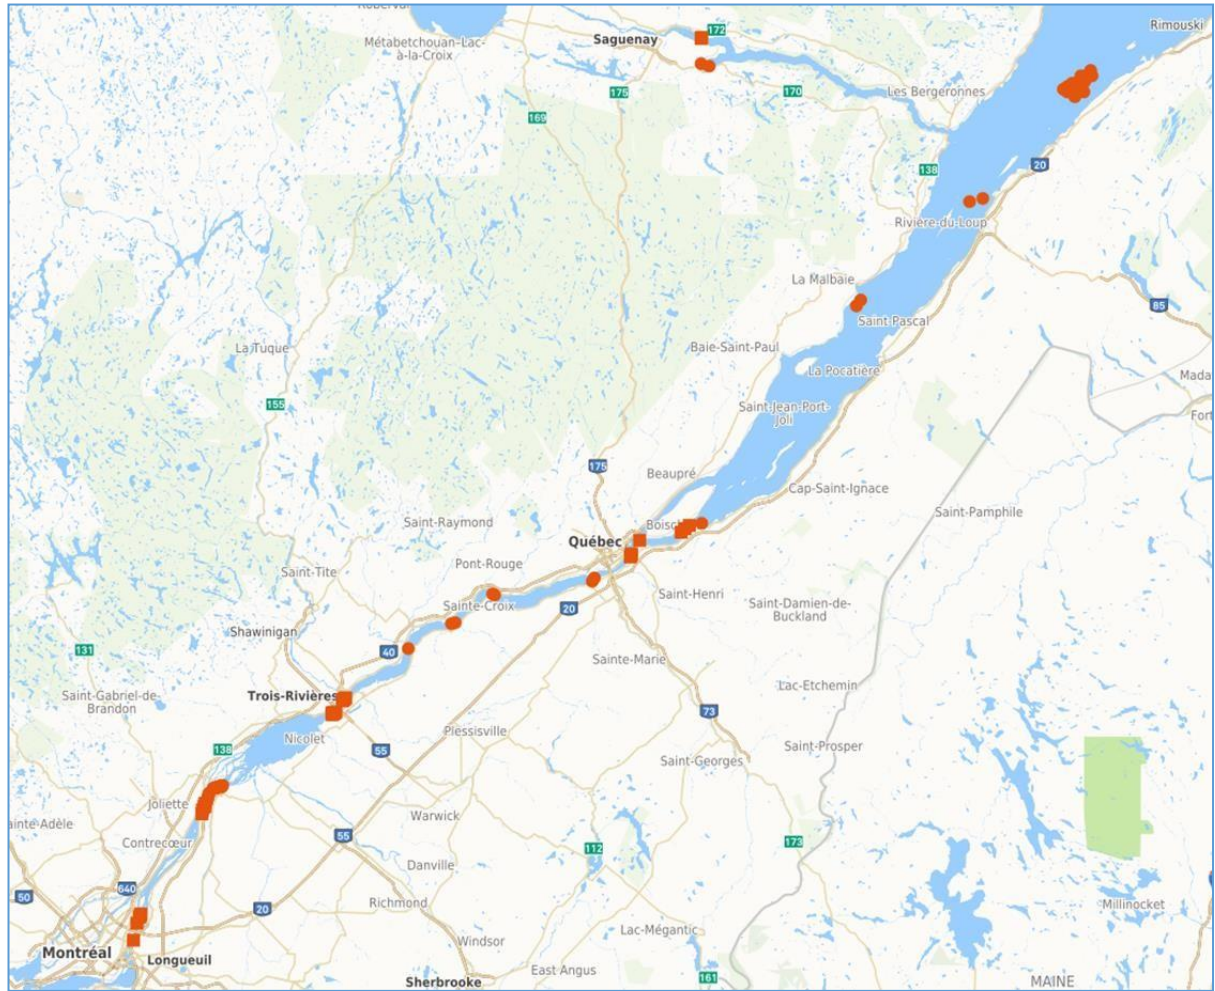 Roberval
Rimouski
172
Saguenay
Métabetchouan–Lac-
à-la-Croix
175
170
Les Bergeronnes
169
20
138
Rivière-du-Loup
La Malbaie
85
Saint-Pascal
La Tuque
Baie-Saint-Paul
La Pocatière
Mada
155
Saint-Jean-Port-
Joli
Fort
175
Beaupré
Cap-Saint-Ignace
Saint-Raymond
Saint-Pamphile
Québec
Pont-Rouge
Saint-Tite
Saint-Henri
Sainte-Croix
20
Saint-Damien-de-
Buckland
Shawinigan
131
40
Sainte-Marie
Saint-Gabriel-de-
Brandon
Trois-Rivières
Lac-Etchemin
73
Nicolet
Plessisville
138
55
Saint-Prosper
Saint-Georges
Joliette
Warwick
ainte-Adèle
55
173
Contrecœur
112
Danville
640
50
Richmond
20
Millinocket
Lac-Mégantic
Windsor
Montréal
Longueuil
East Angus
161
Sherbrooke
MAINE